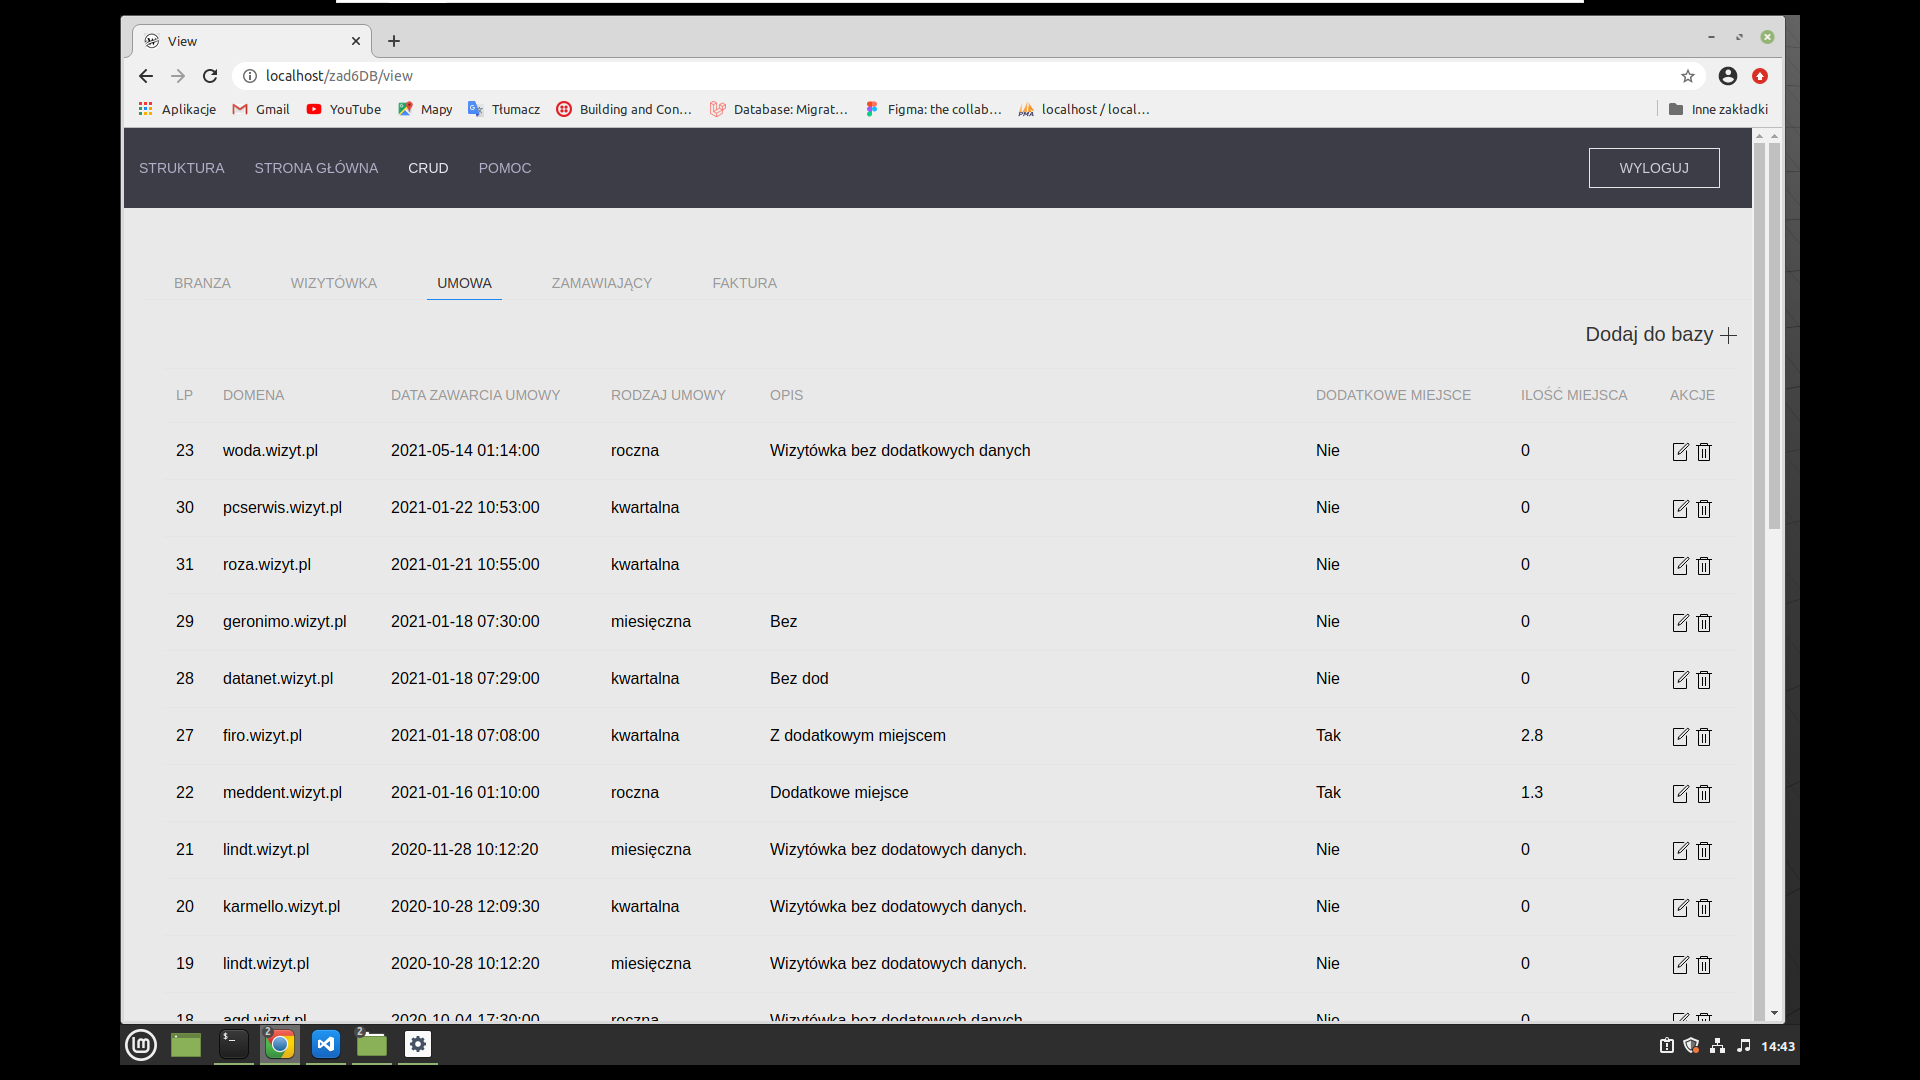 View
localhost/zad6DB/view
Aplikacje Gmail YouTube Mapy Tłumacz Building and Con... Database: Migrat... Figma: the collab... PMA localhost / local... Inne zakładki
STRUKTURA STRONA GŁÓWNA CRUD POMOC WYLOGUJ
BRANZA WIZYTÓWKA UMOWA ZAMAWIAJĄCY FAKTURA
Dodaj do bazy
LP DOMENA DATA ZAWARCIA UMOWY RODZAJ UMOWY OPIS DODATKOWE MIEJSCE ILOŚĆ MIEJSCA AKCJE
23 woda.wizyt.pl 2021-05-14 01:14:00 roczna Wizytówka bez dodatkowych danych Nie 0
30 pcserwis.wizyt.pl 2021-01-22 10:53:00 kwartalna Nie 0
31 roza.wizyt.pl 2021-01-21 10:55:00 kwartalna Nie 0
29 geronimo.wizyt.pl 2021-01-18 07:30:00 miesięczna Bez Nie 0
28 datanet.wizyt.pl 2021-01-18 07:29:00 kwartalna Bez dod Nie 0
27 firo.wizyt.pl 2021-01-18 07:08:00 kwartalna Z dodatkowym miejscem Tak 2.8
22 meddent.wizyt.pl 2021-01-16 01:10:00 roczna Dodatkowe miejsce Tak 1.3
21 lindt.wizyt.pl 2020-11-28 10:12:20 miesięczna Wizytówka bez dodatowych danych. Nie 0
20 karmello.wizyt.pl 2020-10-28 12:09:30 kwartalna Wizytówka bez dodatowych danych. Nie 0
19 lindt.wizyt.pl 2020-10-28 10:12:20 miesięczna Wizytówka bez dodatowych danych. Nie 0
18 agd.wizyt.pl 2020-10-04 17:30:00 roczna Wizytówka bez dodatowych danych. Nie 0
2 2 14:43